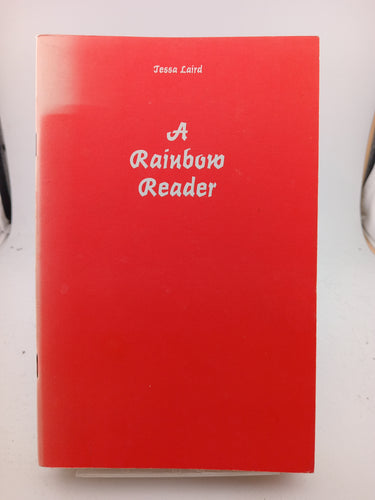 Tessa Laird
A
Rainbow
Reader